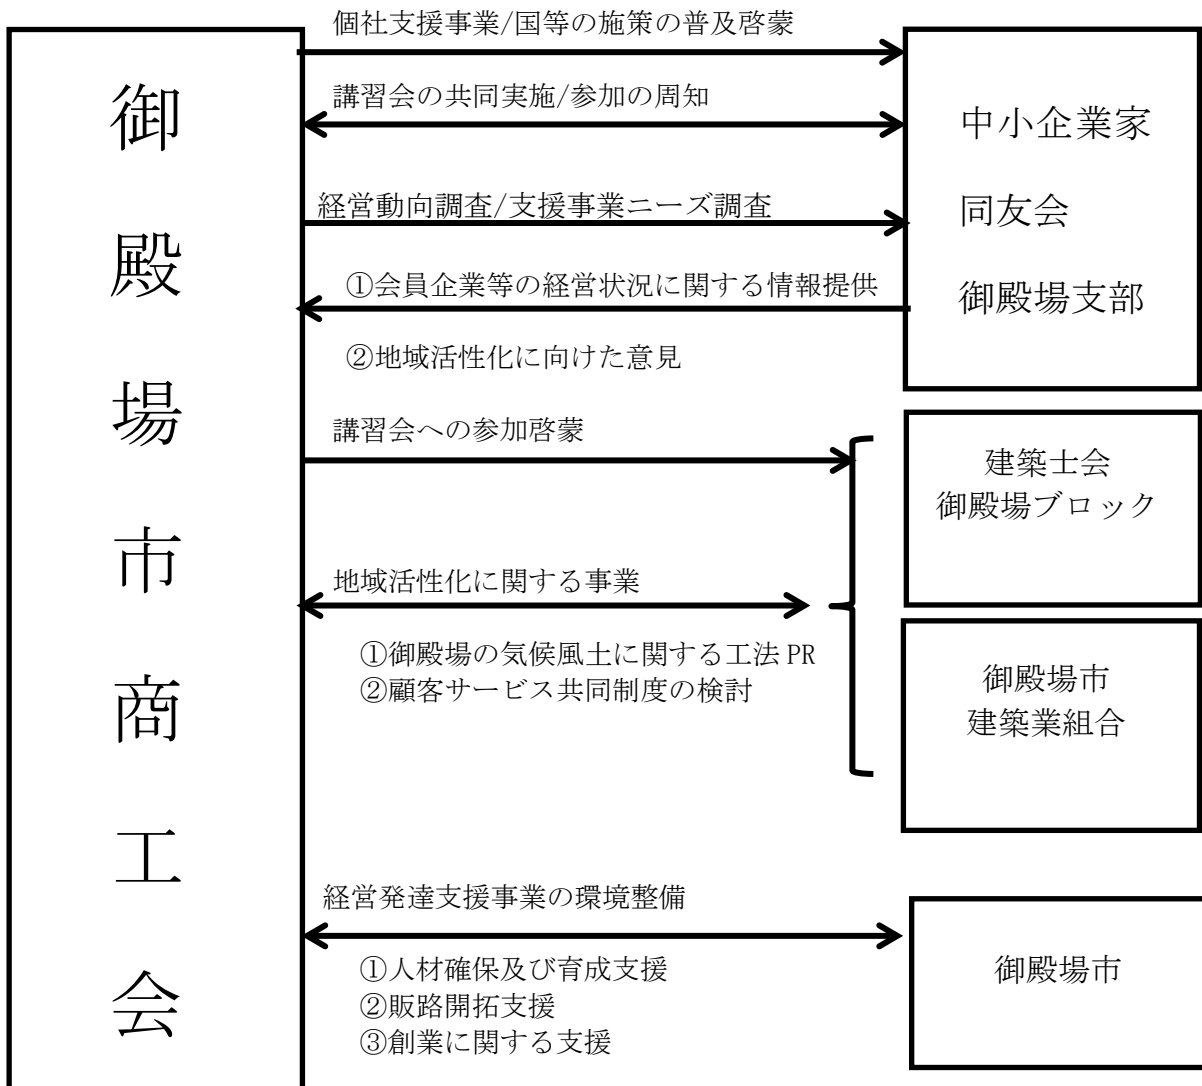 御殿場市商工会
個社支援事業/国等の施策の普及啓蒙
講習会の共同実施/参加の周知
経営動向調査/支援事業ニーズ調査
①会員企業等の経営状況に関する情報提供
②地域活性化に向けた意見
中小企業家
同友会
御殿場支部
講習会への参加啓蒙
建築士会
御殿場ブロック
地域活性化に関する事業
①御殿場の気候風土に関する工法 PR
②顧客サービス共同制度の検討
御殿場市
建築業組合
経営発達支援事業の環境整備
①人材確保及び育成支援
②販路開拓支援
③創業に関する支援
御殿場市